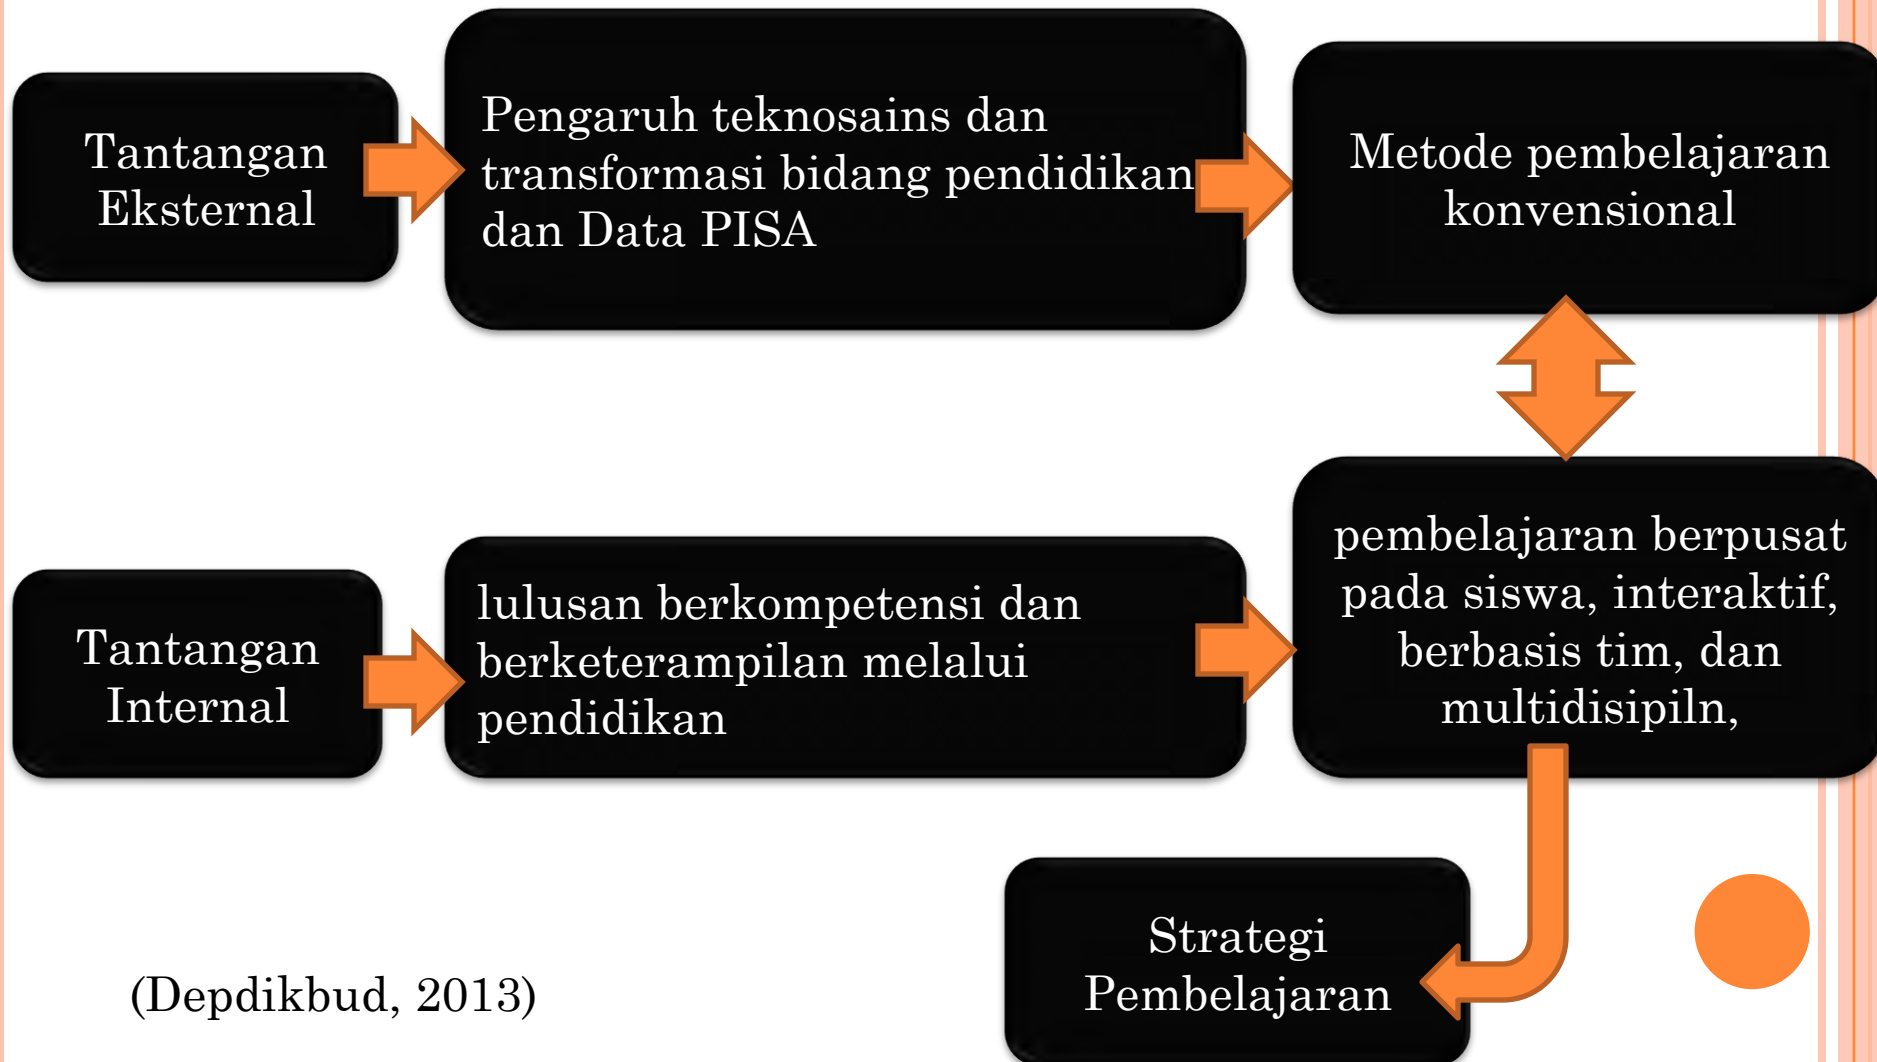 Tantangan
Eksternal
Pengaruh teknosains dan
transformasi bidang pendidikan
dan Data PISA
Metode pembelajaran
konvensional
Tantangan
Internal
lulusan berkompetensi dan
berketerampilan melalui
pendidikan
pembelajaran berpusat
pada siswa, interaktif,
berbasis tim, dan
multidisipiln,
Strategi
Pembelajaran
(Depdikbud, 2013)